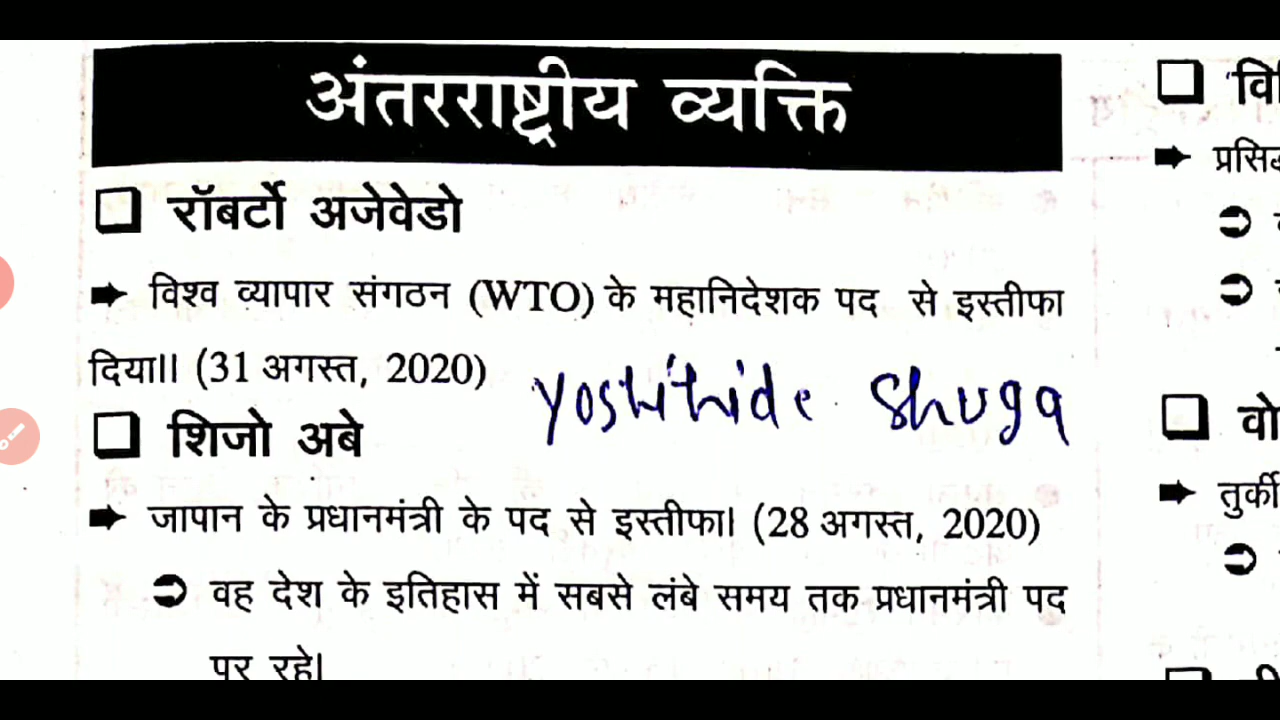 अंतरराष्ट्रीय व्यक्ति
❑ रॉबर्टो अजेवेडो
➨ विश्व व्यापार संगठन (WTO) के महानिदेशक पद से इस्तीफा
दिया।। (31 अगस्त, 2020)
Yoshihide Shuga
❑ शिजो अबे
➨ जापान के प्रधानमंत्री के पद से इस्तीफा। (28 अगस्त, 2020)
➲ वह देश के इतिहास में सबसे लंबे समय तक प्रधानमंत्री पद
पर रहे।
❑
➨
➲
➲
❑ वो
➨ तुर्की
➲